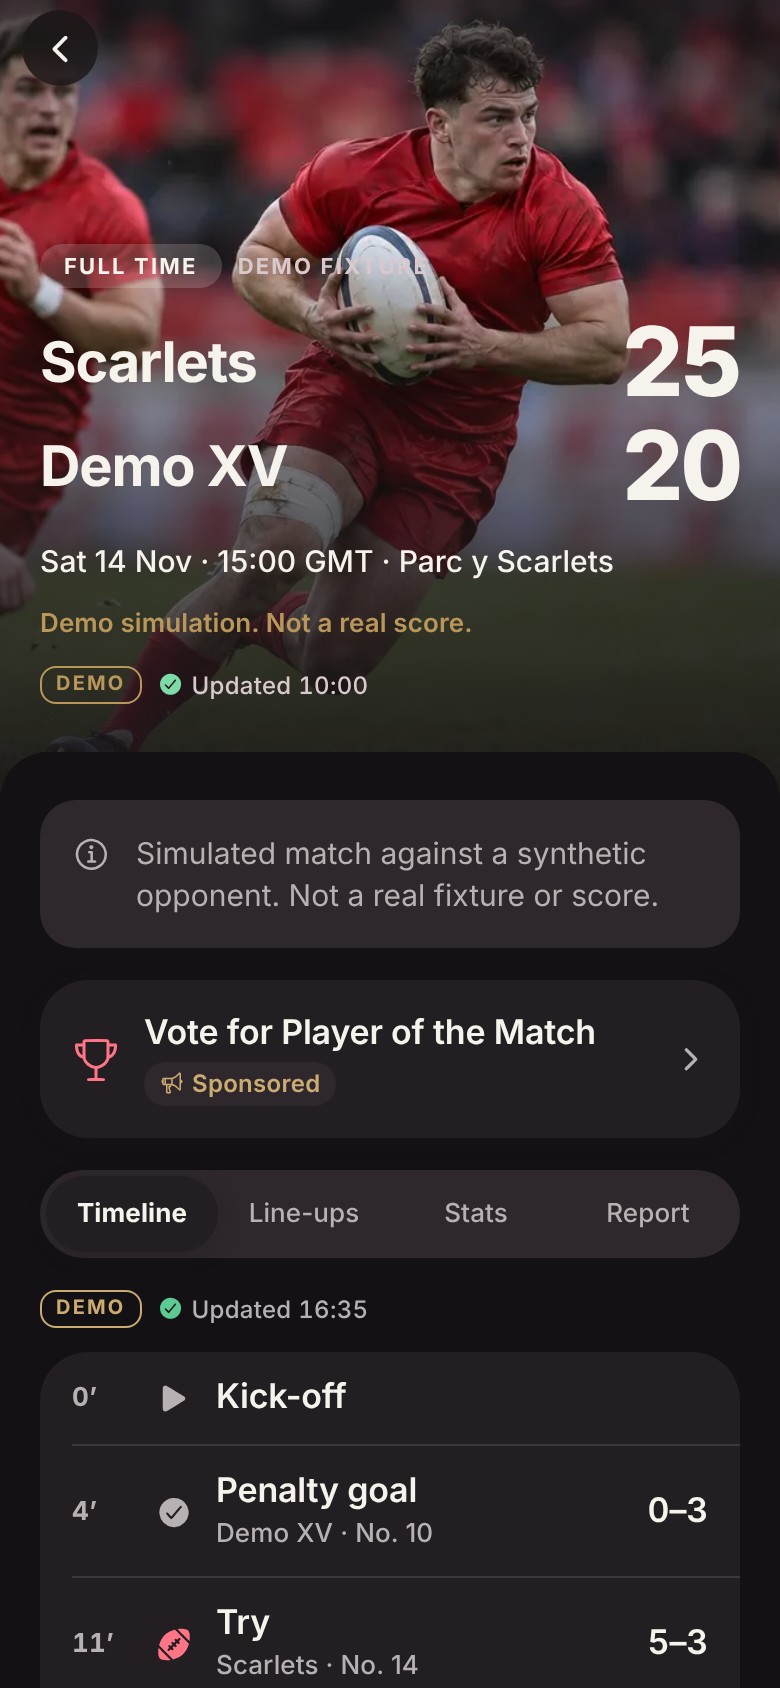 FULL TIME DEMO FIXTURE
Scarlets 25
Demo XV 20
Sat 14 Nov · 15:00 GMT · Parc y Scarlets
Demo simulation. Not a real score.
DEMO Updated 10:00
Simulated match against a synthetic
opponent. Not a real fixture or score.
Vote for Player of the Match
Sponsored
Timeline Line-ups Stats Report
DEMO Updated 16:35
0′ Kick-off
4′ Penalty goal 0–3
Demo XV · No. 10
11′ Try 5–3
Scarlets · No. 14